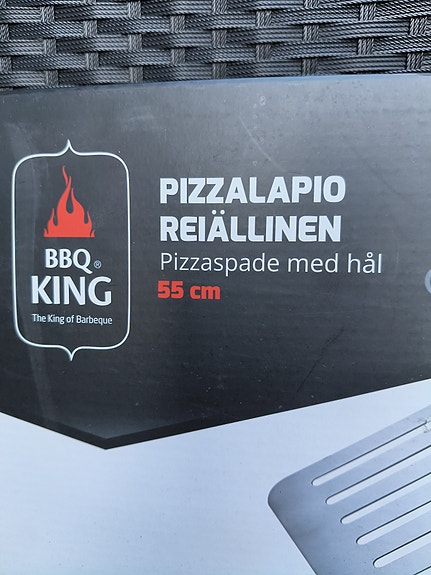 BBQ®
KING
The King of Barbeque
PIZZALAPIO
REIÄLLINEN
Pizzaspade med hål
55 cm